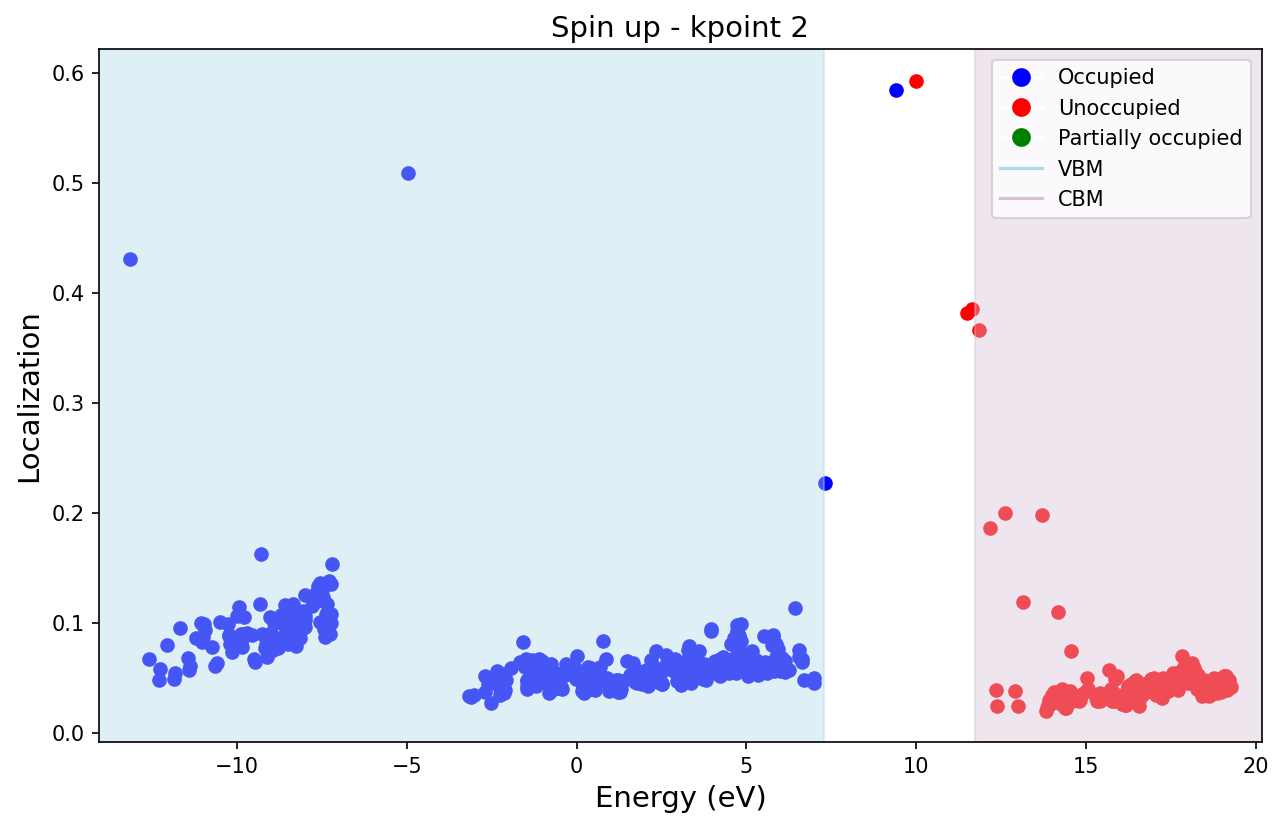 Spin up - kpoint 2
Localization
0.6
0.5
0.4
0.3
0.2
0.1
0.0
Occupied
Unoccupied
Partially occupied
VBM
CBM
−10
−5
0
5
10
15
20
Energy (eV)